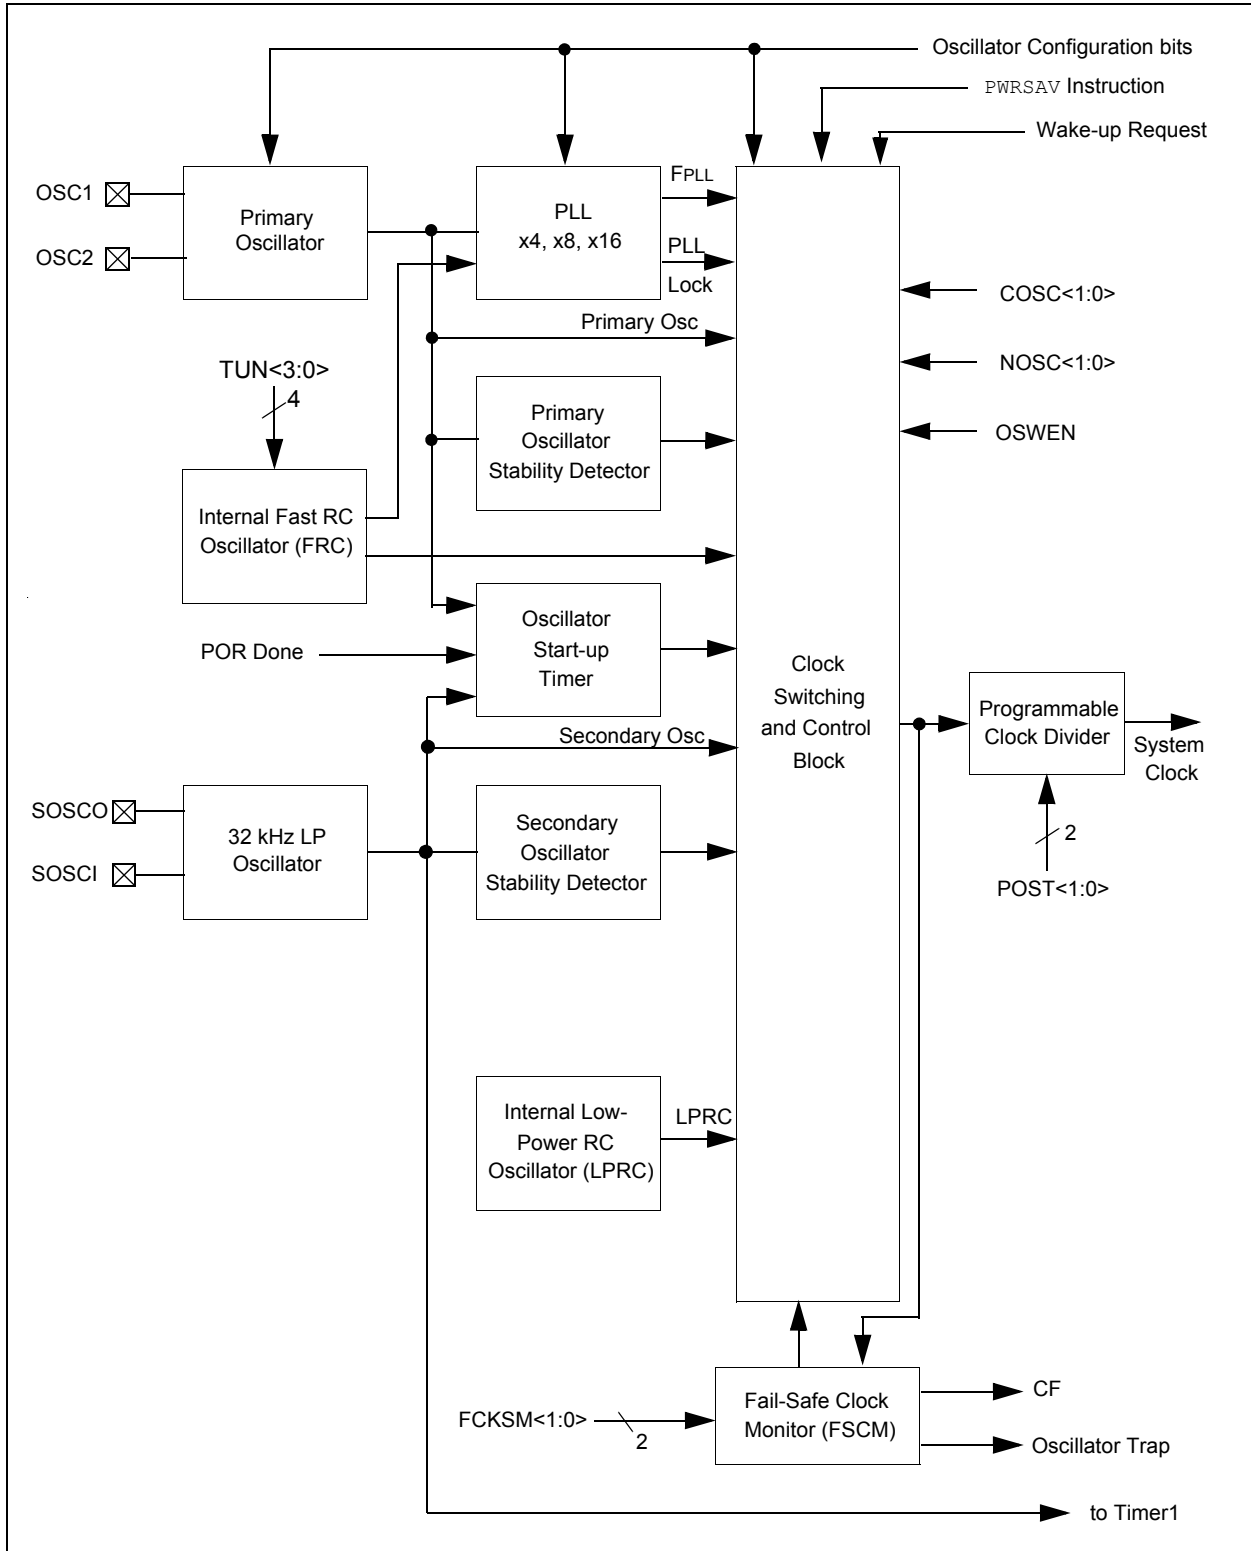 Oscillator Configuration bits
PWRSAV Instruction
Wake-up Request
OSC1
OSC2
Primary
Oscillator
PLL
x4, x8, x16
FPLL
PLL
Lock
Primary Osc
COSC<1:0>
NOSC<1:0>
OSWEN
TUN<3:0>
4
Primary
Oscillator
Stability Detector
Internal Fast RC
Oscillator (FRC)
POR Done
Oscillator
Start-up
Timer
Secondary Osc
Clock
Switching
and Control
Block
Programmable
Clock Divider
System
Clock
2
POST<1:0>
SOSCO
SOSCI
32 kHz LP
Oscillator
Secondary
Oscillator
Stability Detector
Internal Low-
Power RC
Oscillator (LPRC)
LPRC
FCKSM<1:0>
2
Fail-Safe Clock
Monitor (FSCM)
CF
Oscillator Trap
to Timer1